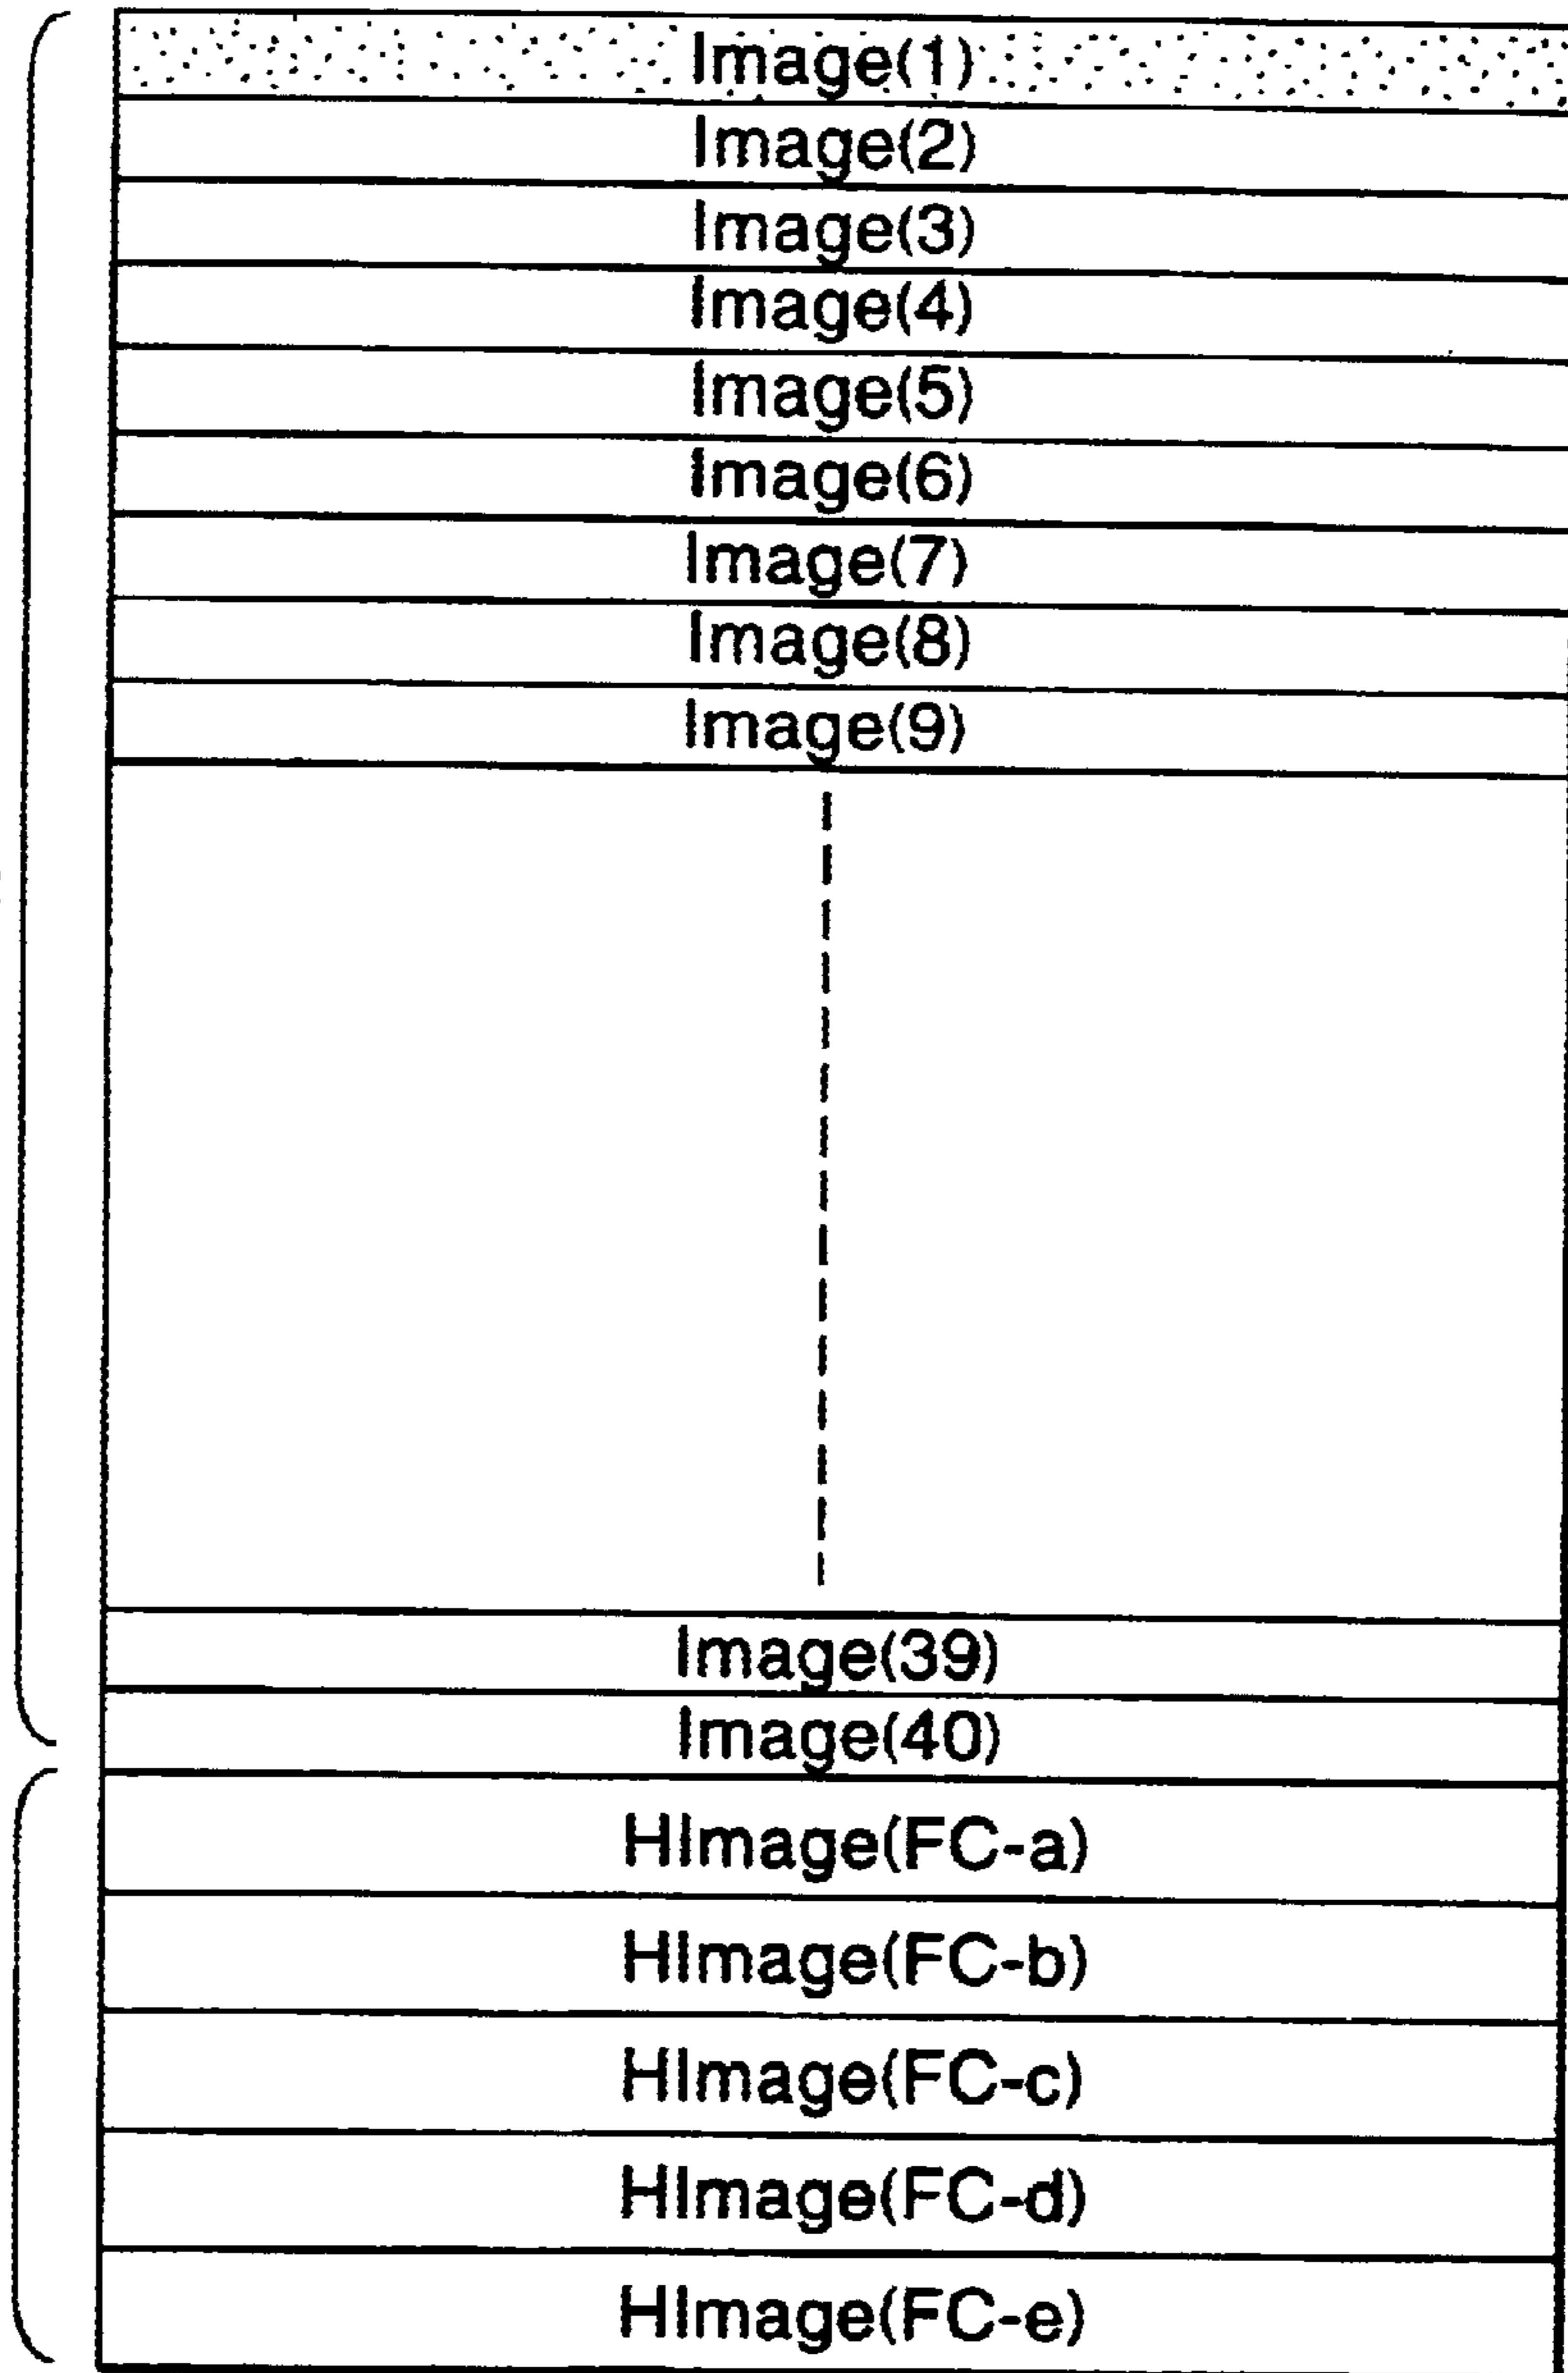 Image(1)
Image(2)
Image(3)
Image(4)
Image(5)
Image(6)
Image(7)
Image(8)
Image(9)
Image(39)
Image(40)
HImage(FC-a)
HImage(FC-b)
HImage(FC-c)
HImage(FC-d)
HImage(FC-e)